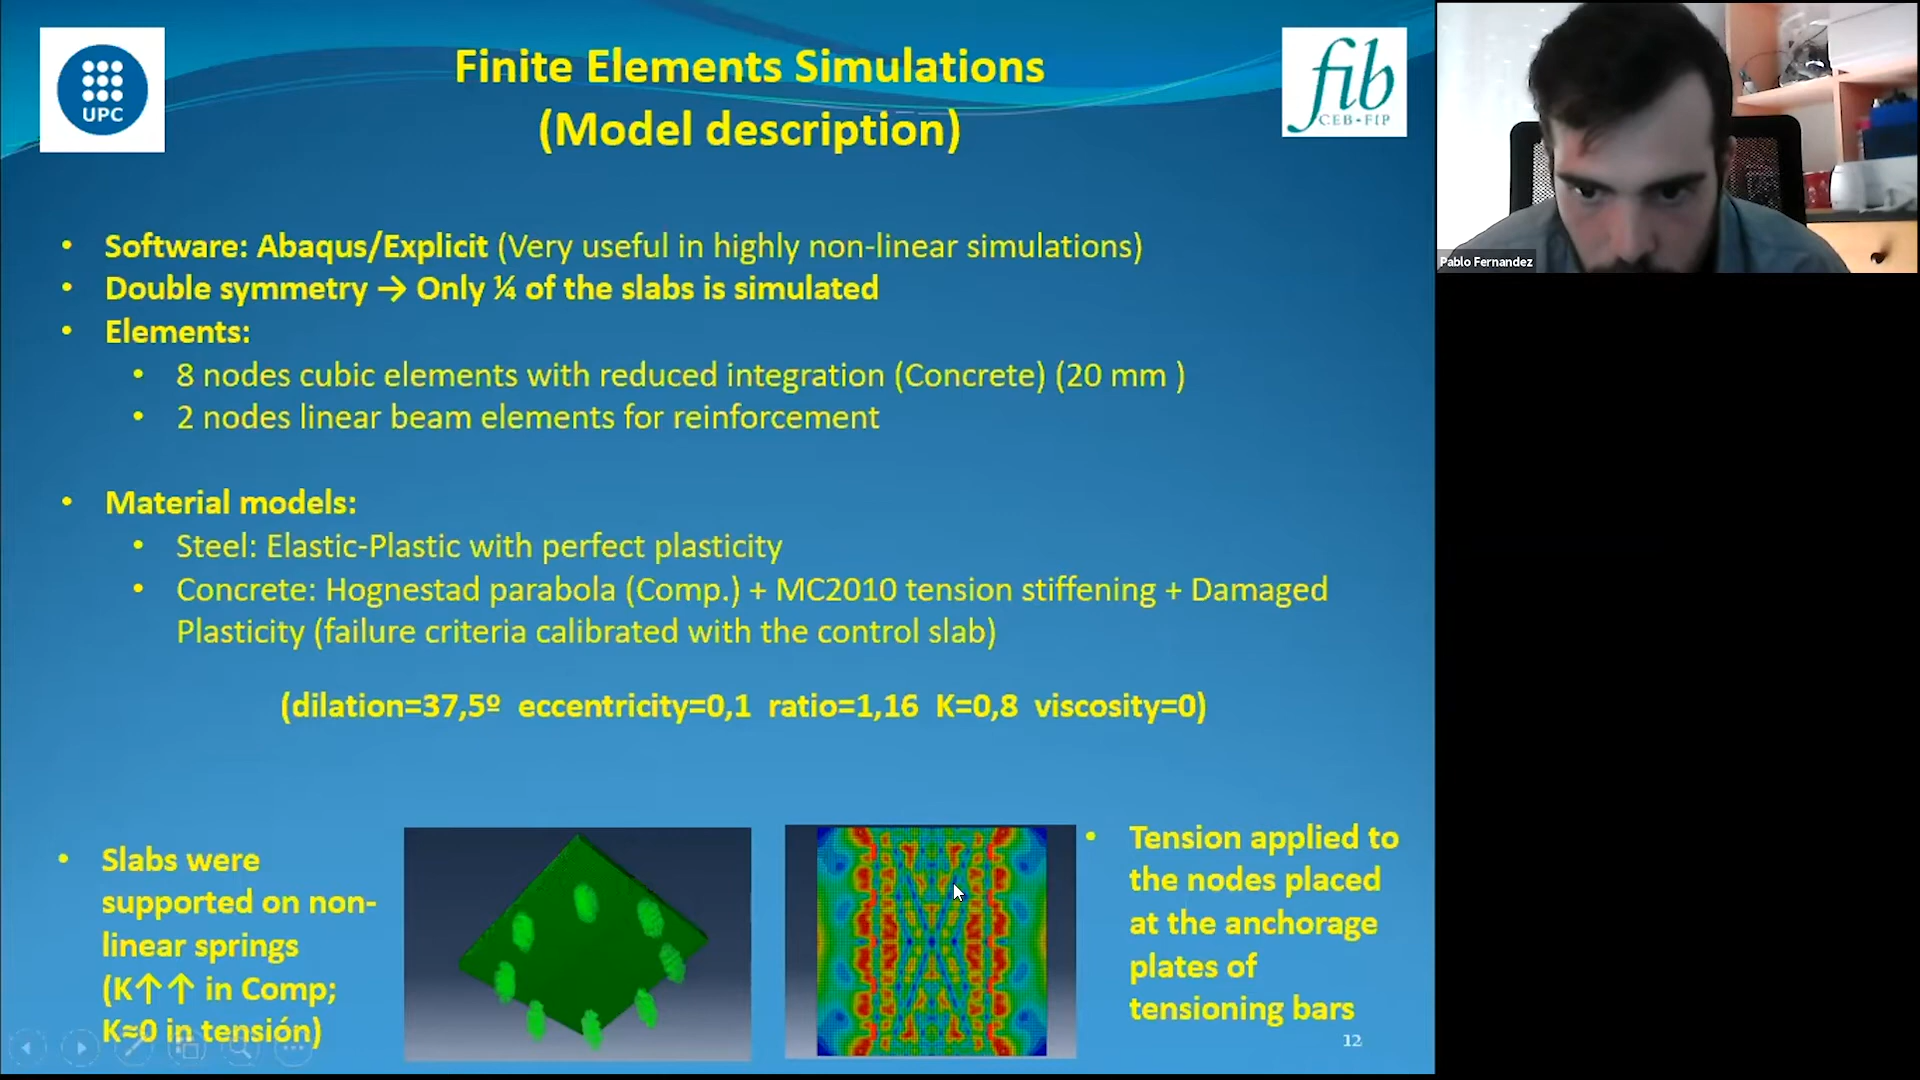 UPC
Finite Elements Simulations
(Model description)
fib
CEB-FIP
• Software: Abaqus/Explicit (Very useful in highly non-linear simulations)
• Double symmetry → Only ¼ of the slabs is simulated
• Elements:
• 8 nodes cubic elements with reduced integration (Concrete) (20 mm )
• 2 nodes linear beam elements for reinforcement
• Material models:
• Steel: Elastic-Plastic with perfect plasticity
• Concrete: Hognestad parabola (Comp.) + MC2010 tension stiffening + Damaged
Plasticity (failure criteria calibrated with the control slab)
(dilation=37,5º eccentricity=0,1 ratio=1,16 K=0,8 viscosity=0)
• Slabs were
supported on non-
linear springs
(K↑↑ in Comp;
K≈0 in tensión)
• Tension applied to
the nodes placed
at the anchorage
plates of
tensioning bars
12
Pablo Fernandez